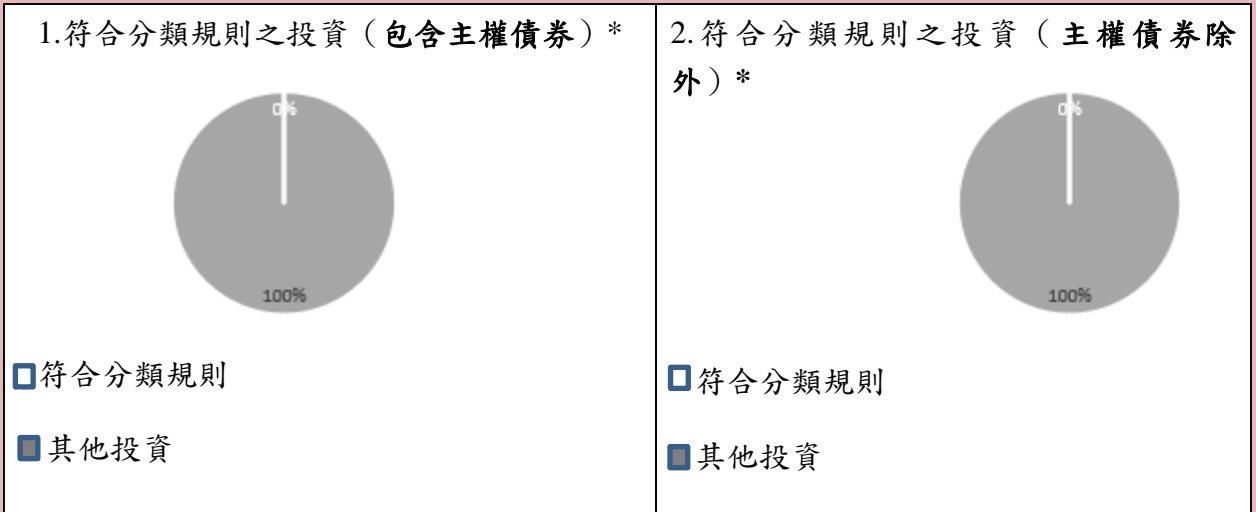 1.符合分類規則之投資（包含主權債券）*
0%
100%
符合分類規則
其他投資
2.符合分類規則之投資（主權債券除
外）*
0%
100%
符合分類規則
其他投資